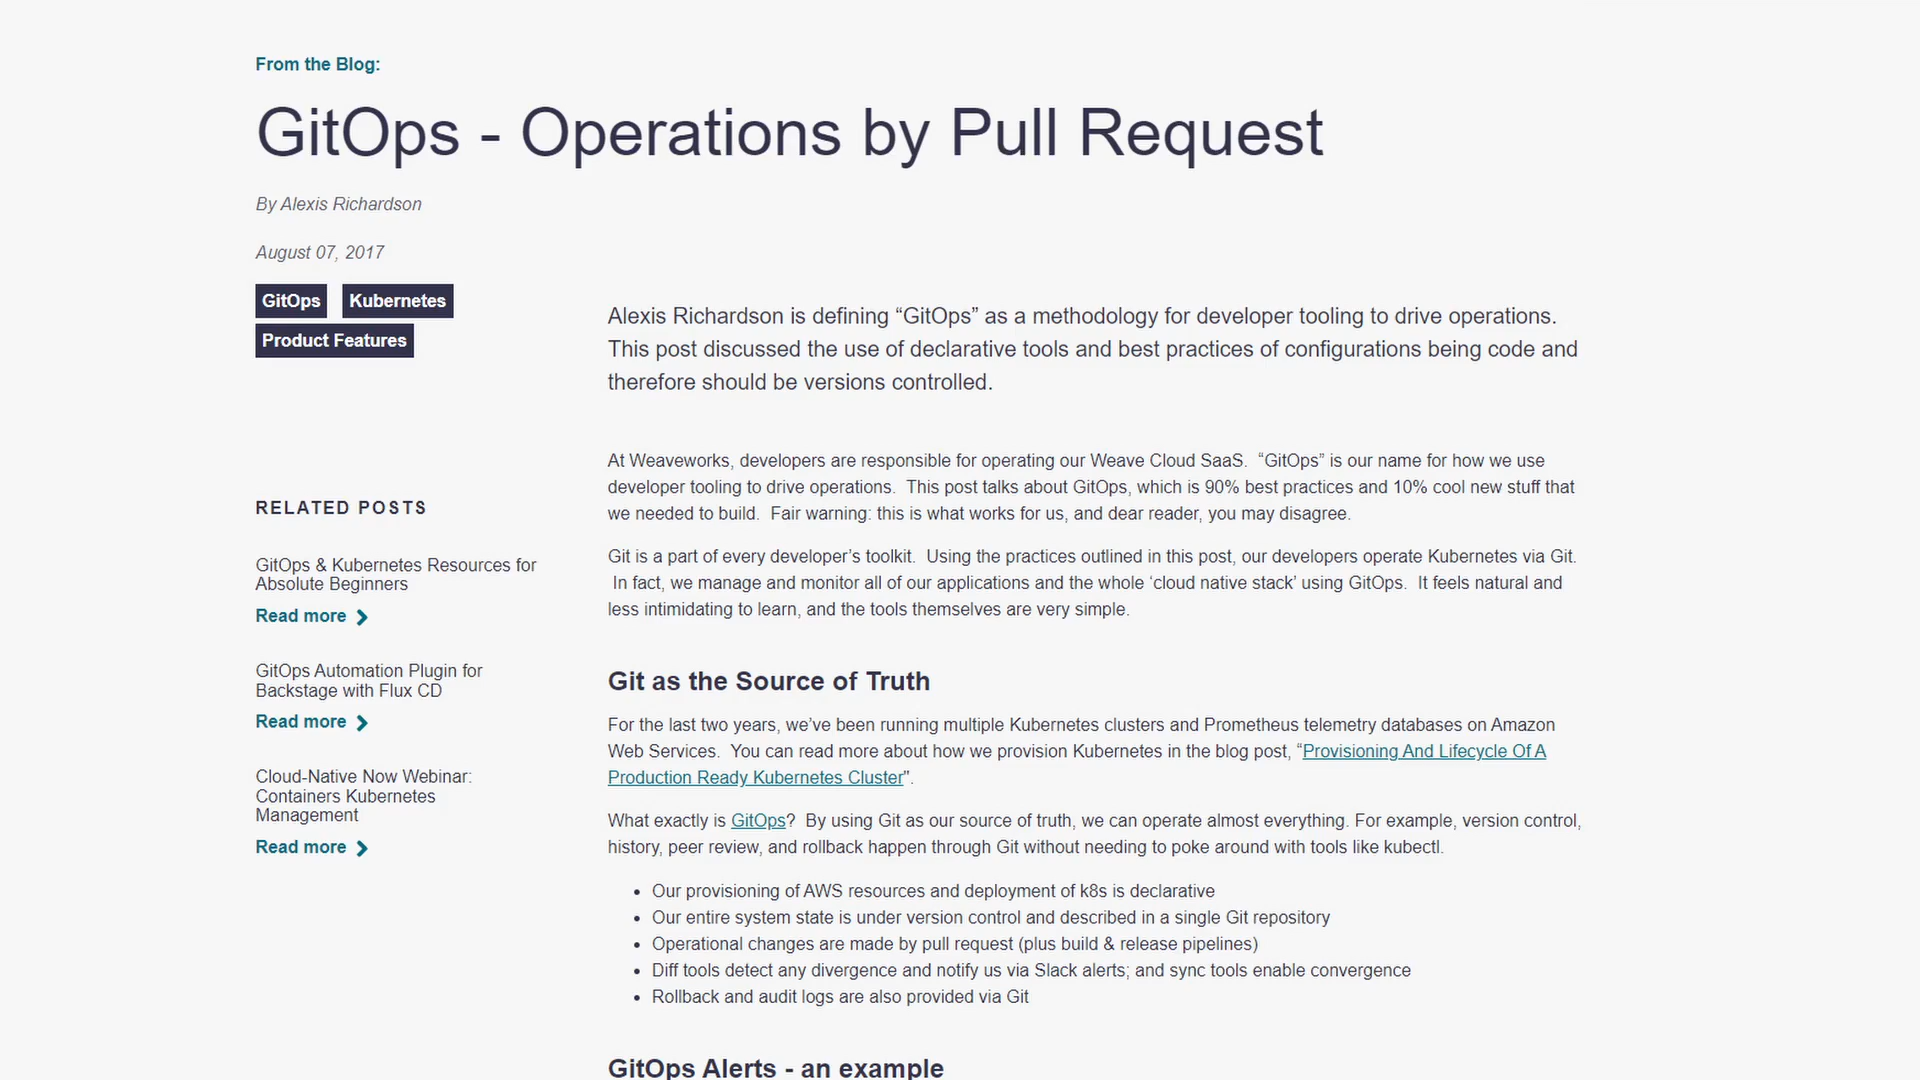 From the Blog:
GitOps - Operations by Pull Request
By Alexis Richardson
August 07, 2017
GitOps Kubernetes
Product Features
RELATED POSTS
GitOps & Kubernetes Resources for
Absolute Beginners
Read more
GitOps Automation Plugin for
Backstage with Flux CD
Read more
Cloud-Native Now Webinar:
Containers Kubernetes
Management
Read more
Alexis Richardson is defining “GitOps” as a methodology for developer tooling to drive operations.
This post discussed the use of declarative tools and best practices of configurations being code and
therefore should be versions controlled.
At Weaveworks, developers are responsible for operating our Weave Cloud SaaS.  “GitOps” is our name for how we use
developer tooling to drive operations.  This post talks about GitOps, which is 90% best practices and 10% cool new stuff that
we needed to build.  Fair warning: this is what works for us, and dear reader, you may disagree.
Git is a part of every developer’s toolkit.  Using the practices outlined in this post, our developers operate Kubernetes via Git.
In fact, we manage and monitor all of our applications and the whole ‘cloud native stack’ using GitOps.  It feels natural and
less intimidating to learn, and the tools themselves are very simple.
Git as the Source of Truth
For the last two years, we’ve been running multiple Kubernetes clusters and Prometheus telemetry databases on Amazon
Web Services.  You can read more about how we provision Kubernetes in the blog post, “Provisioning And Lifecycle Of A
Production Ready Kubernetes Cluster”.
What exactly is GitOps?  By using Git as our source of truth, we can operate almost everything. For example, version control,
history, peer review, and rollback happen through Git without needing to poke around with tools like kubectl.
• Our provisioning of AWS resources and deployment of k8s is declarative
• Our entire system state is under version control and described in a single Git repository
• Operational changes are made by pull request (plus build & release pipelines)
• Diff tools detect any divergence and notify us via Slack alerts; and sync tools enable convergence
• Rollback and audit logs are also provided via Git
GitOps Alerts - an example